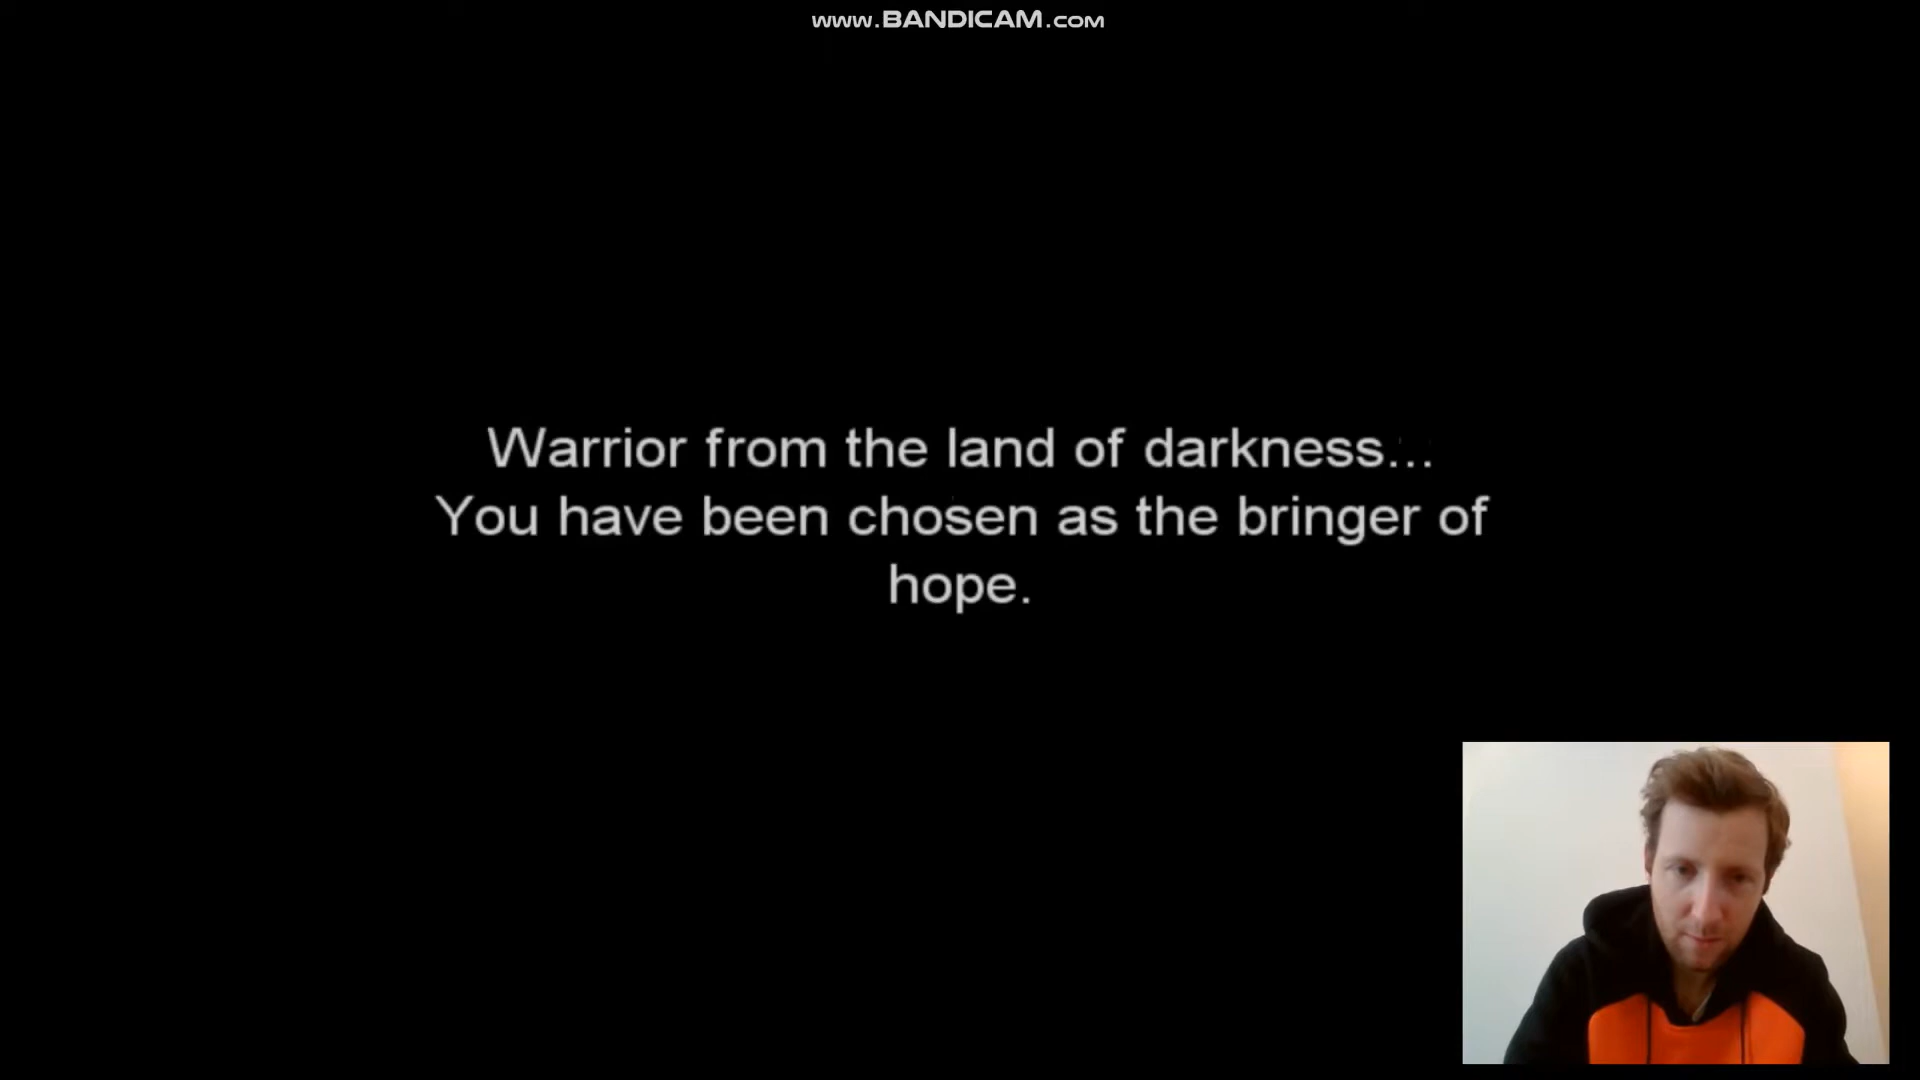 www.BANDICAM.com
Warrior from the land of darkness...
You have been chosen as the bringer of
hope.